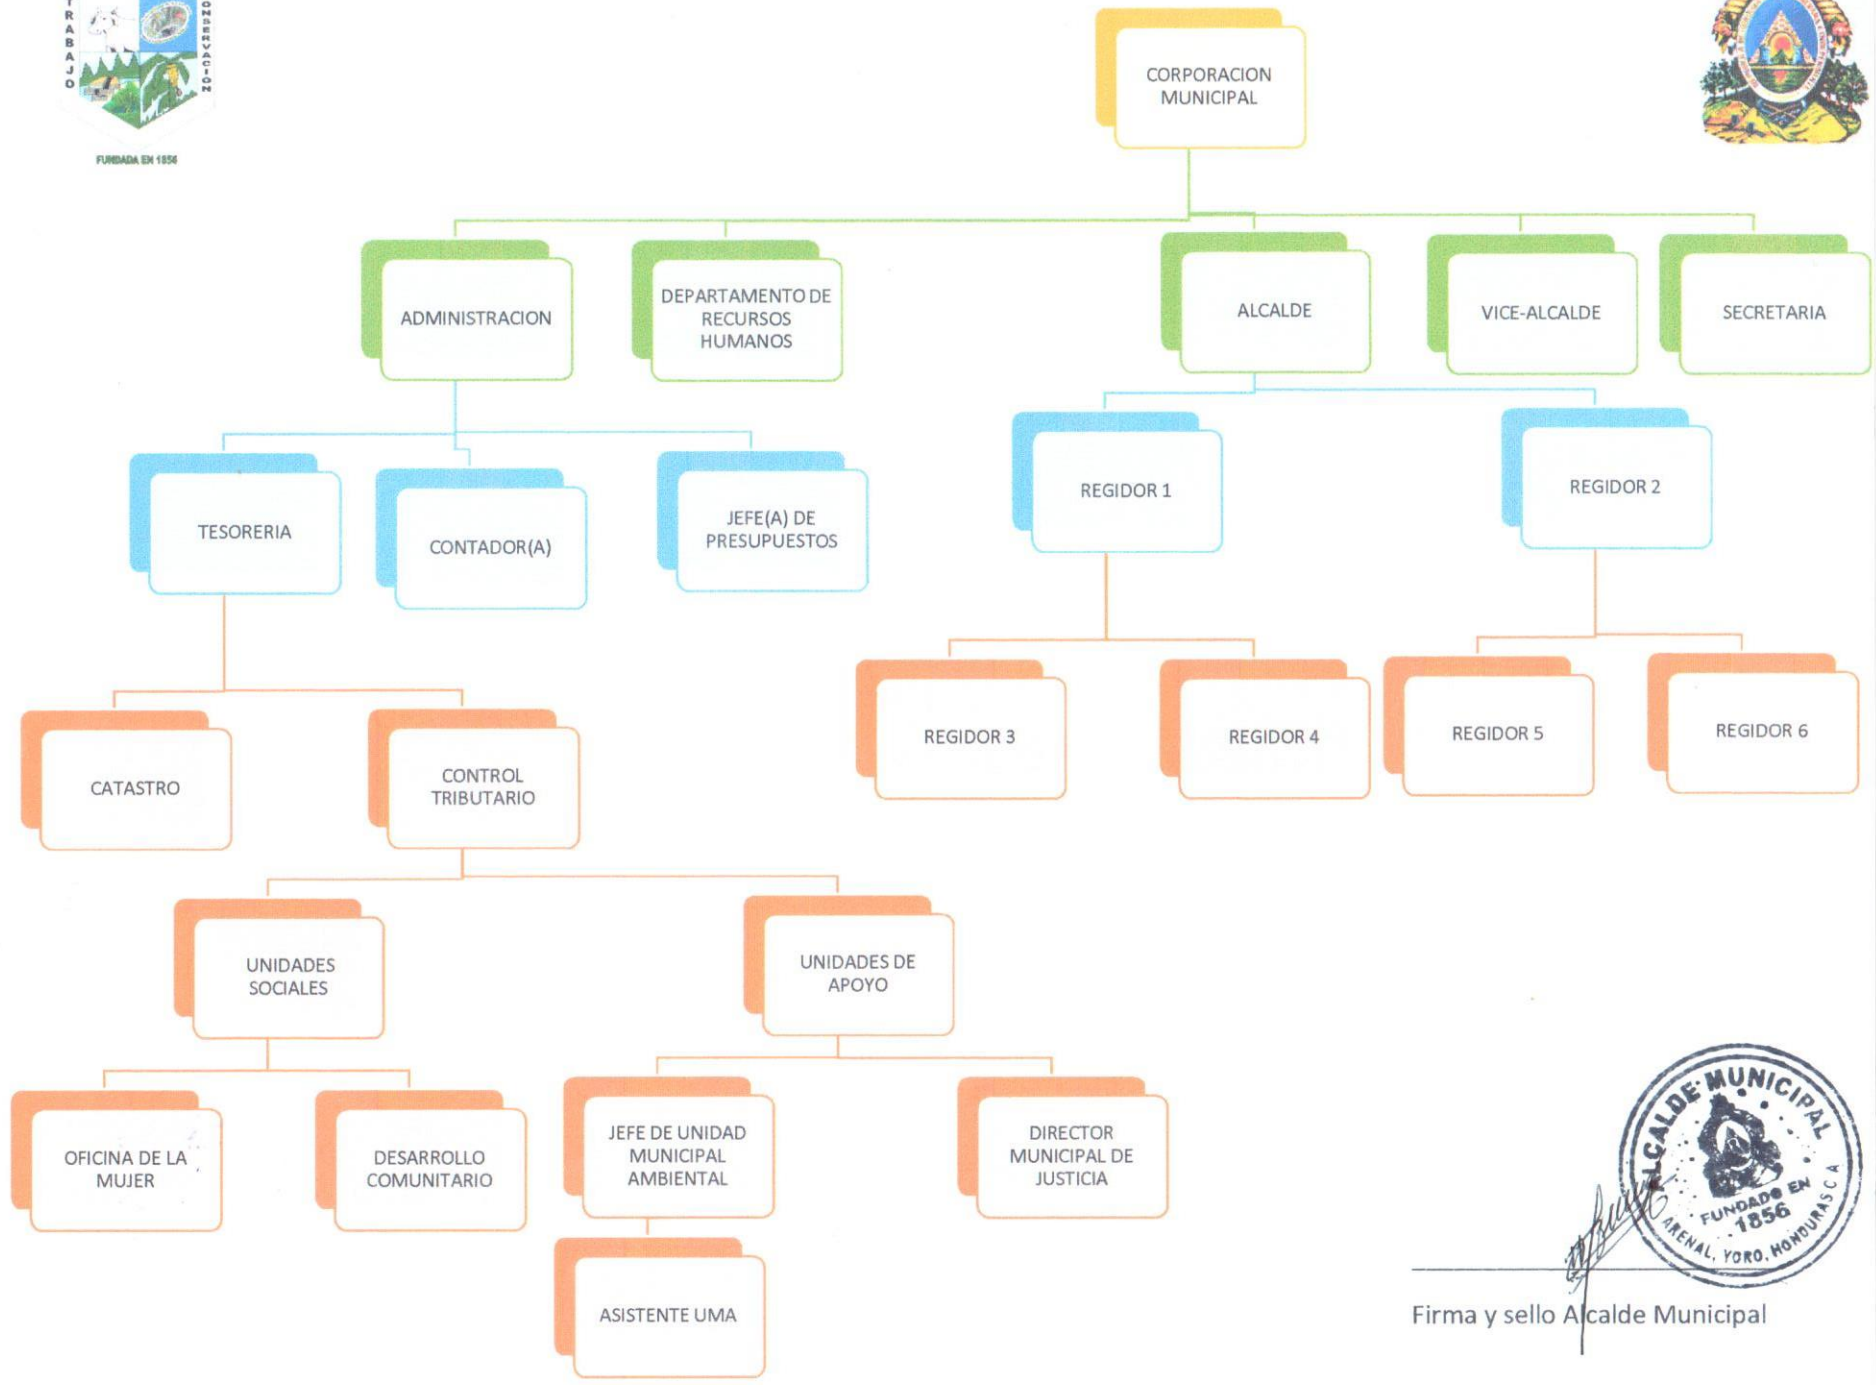 TRABAJO
CONSERVACION
FUNDADA EN 1856
CORPORACION
MUNICIPAL
ADMINISTRACION
DEPARTAMENTO DE
RECURSOS
HUMANOS
ALCALDE
VICE-ALCALDE
SECRETARIA
TESORERIA
CONTADOR(A)
JEFE(A) DE
PRESUPUESTOS
REGIDOR 1
REGIDOR 2
CATASTRO
CONTROL
TRIBUTARIO
REGIDOR 3
REGIDOR 4
REGIDOR 5
REGIDOR 6
UNIDADES
SOCIALES
UNIDADES DE
APOYO
OFICINA DE LA
MUJER
DESARROLLO
COMUNITARIO
JEFE DE UNIDAD
MUNICIPAL
AMBIENTAL
DIRECTOR
MUNICIPAL DE
JUSTICIA
ASISTENTE UMA
ALCALDE MUNICIPAL
FUNDADO EN
1856
ARENAL, YORO, HONDURAS C A
Firma y sello Alcalde Municipal